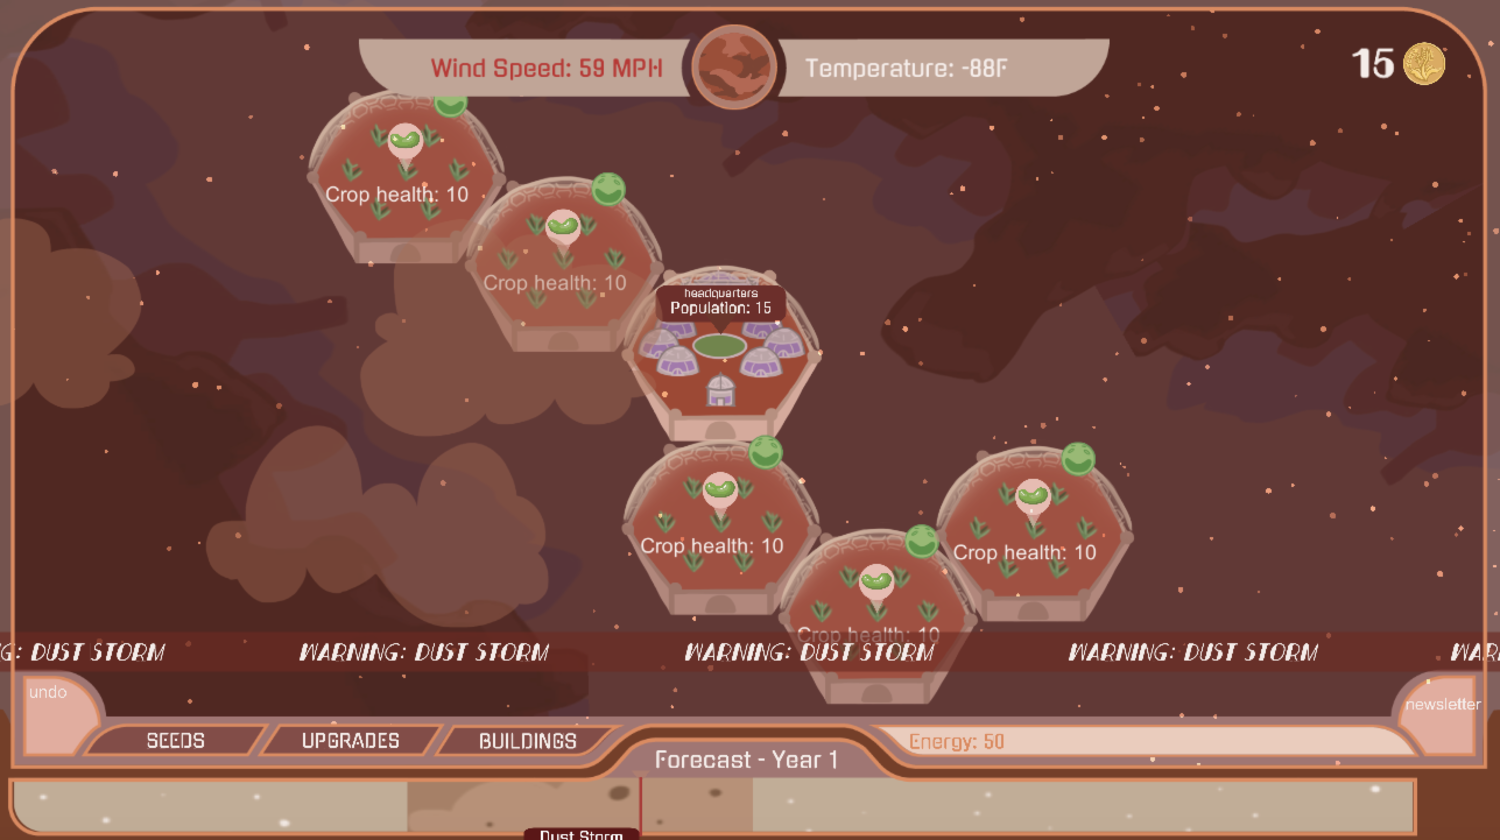 Wind Speed: 59 MPH
Temperature: -88F
15
Crop health: 10
Crop health: 10
headquarters
Population: 15
Crop health: 10
Crop health: 10
Crop health: 10
G: DUST STORM WARNING: DUST STORM WARNING: DUST STORM WARNING: DUST STORM WAR
undo
newsletter
SEEDS
UPGRADES
BUILDINGS
Energy: 50
Forecast - Year 1
Dust Storm